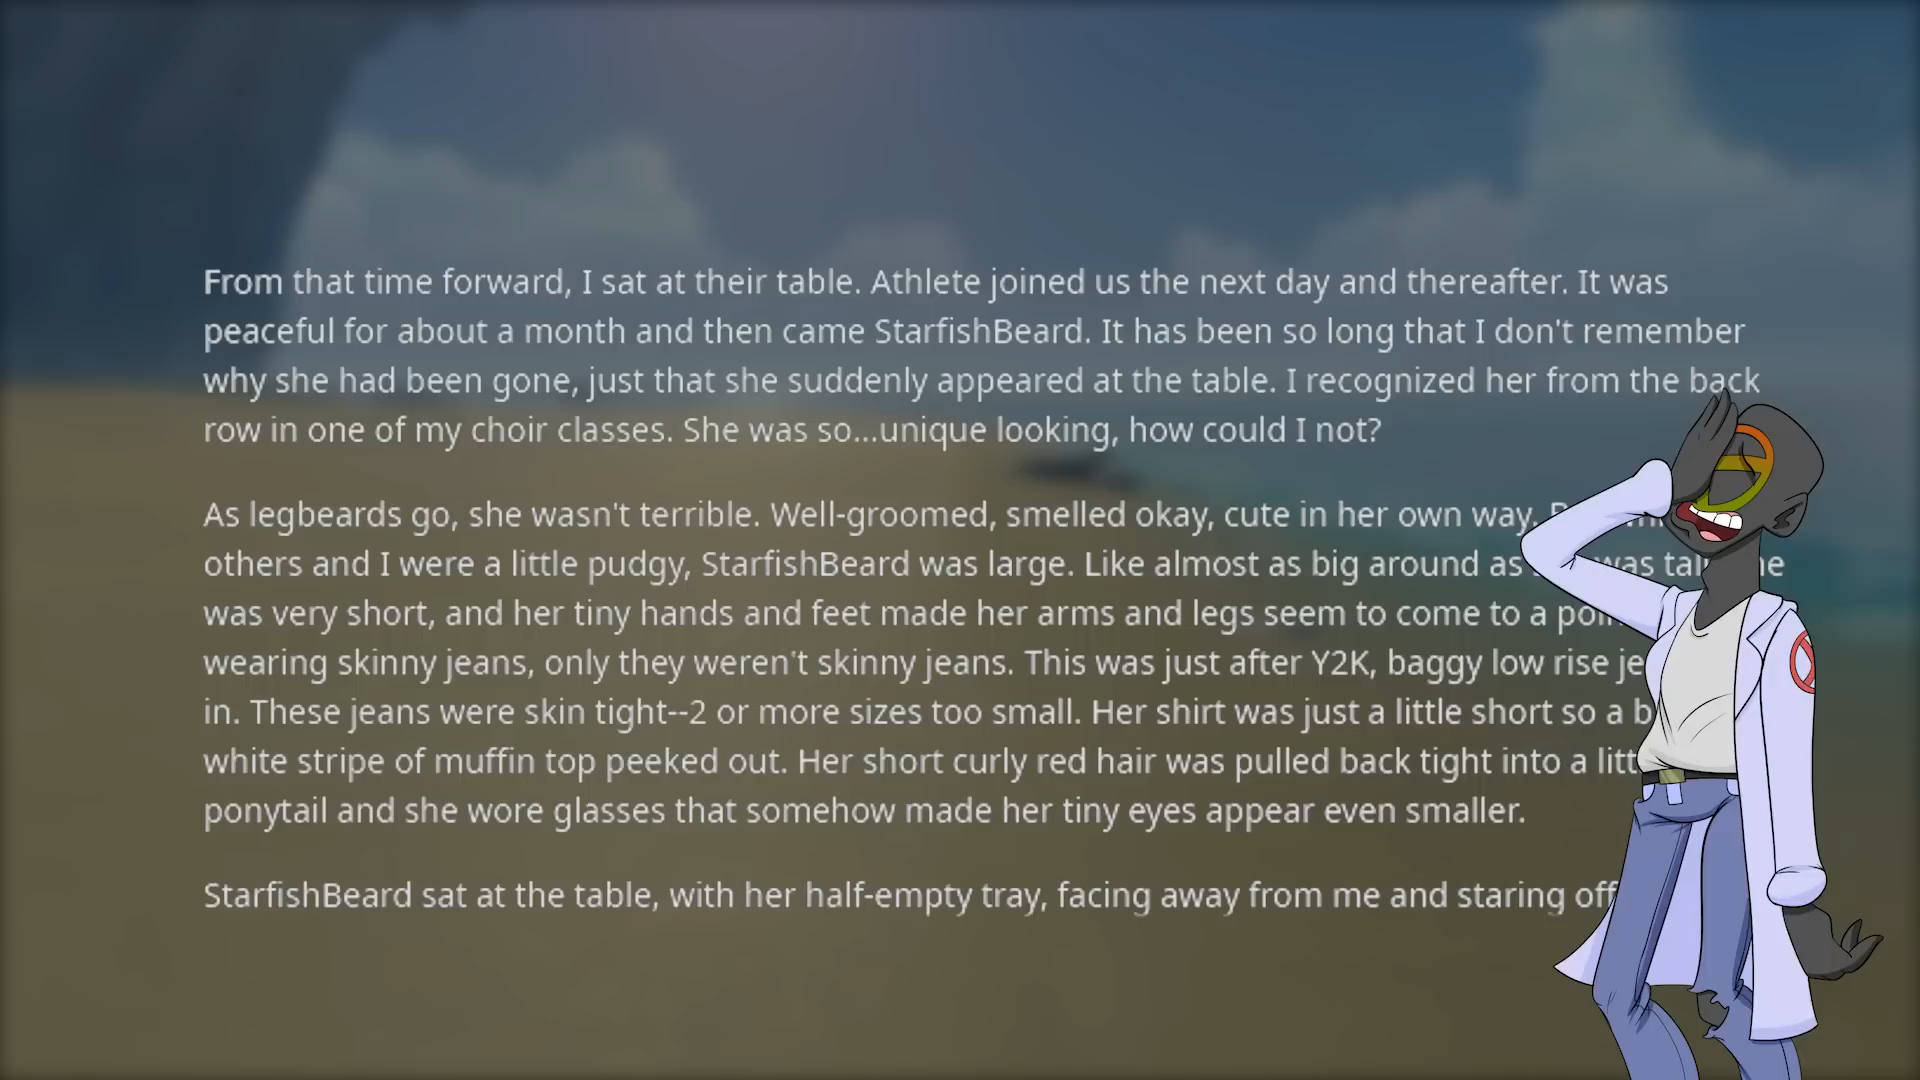 From that time forward, I sat at their table. Athlete joined us the next day and thereafter. It was
peaceful for about a month and then came StarfishBeard. It has been so long that I don't remember
why she had been gone, just that she suddenly appeared at the table. I recognized her from the back
row in one of my choir classes. She was so...unique looking, how could I not?
As legbeards go, she wasn't terrible. Well-groomed, smelled okay, cute in her own way.
others and I were a little pudgy, StarfishBeard was large. Like almost as big around as was
was very short, and her tiny hands and feet made her arms and legs seem to come to a
wearing skinny jeans, only they weren't skinny jeans. This was just after Y2K, baggy low rise
in. These jeans were skin tight--2 or more sizes too small. Her shirt was just a little short so a
white stripe of muffin top peeked out. Her short curly red hair was pulled back tight into a
ponytail and she wore glasses that somehow made her tiny eyes appear even smaller.
StarfishBeard sat at the table, with her half-empty tray, facing away from me and staring off